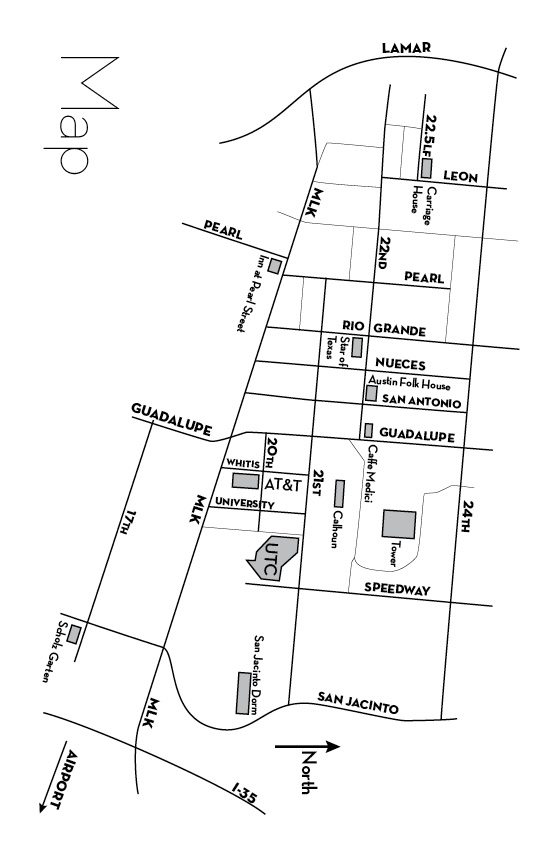 Map
LAMAR
22.5LF
LEON
Carriage
House
MLK
PEARL
Inn at Pearl Street
22ND
PEARL
RIO GRANDE
Star of
Texas
NUECES
Austin Folk House
SAN ANTONIO
GUADALUPE
GUADALUPE
Caffe Medici
20TH
WHITIS
AT&T
21ST
UNIVERSITY
MLK
17TH
Calhoun
24TH
Tower
UTC
SPEEDWAY
Scholz Garten
San Jacinto Dorm
SAN JACINTO
MLK
North
I-35
AIRPORT